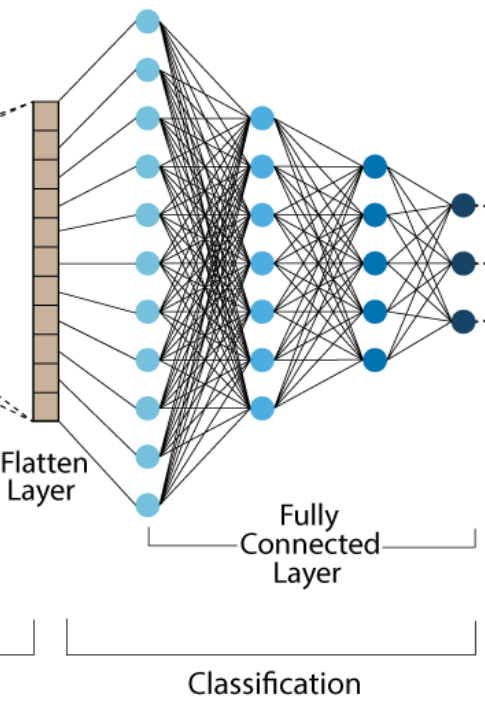 Flatten
Layer
Fully
Connected
Layer
Classification